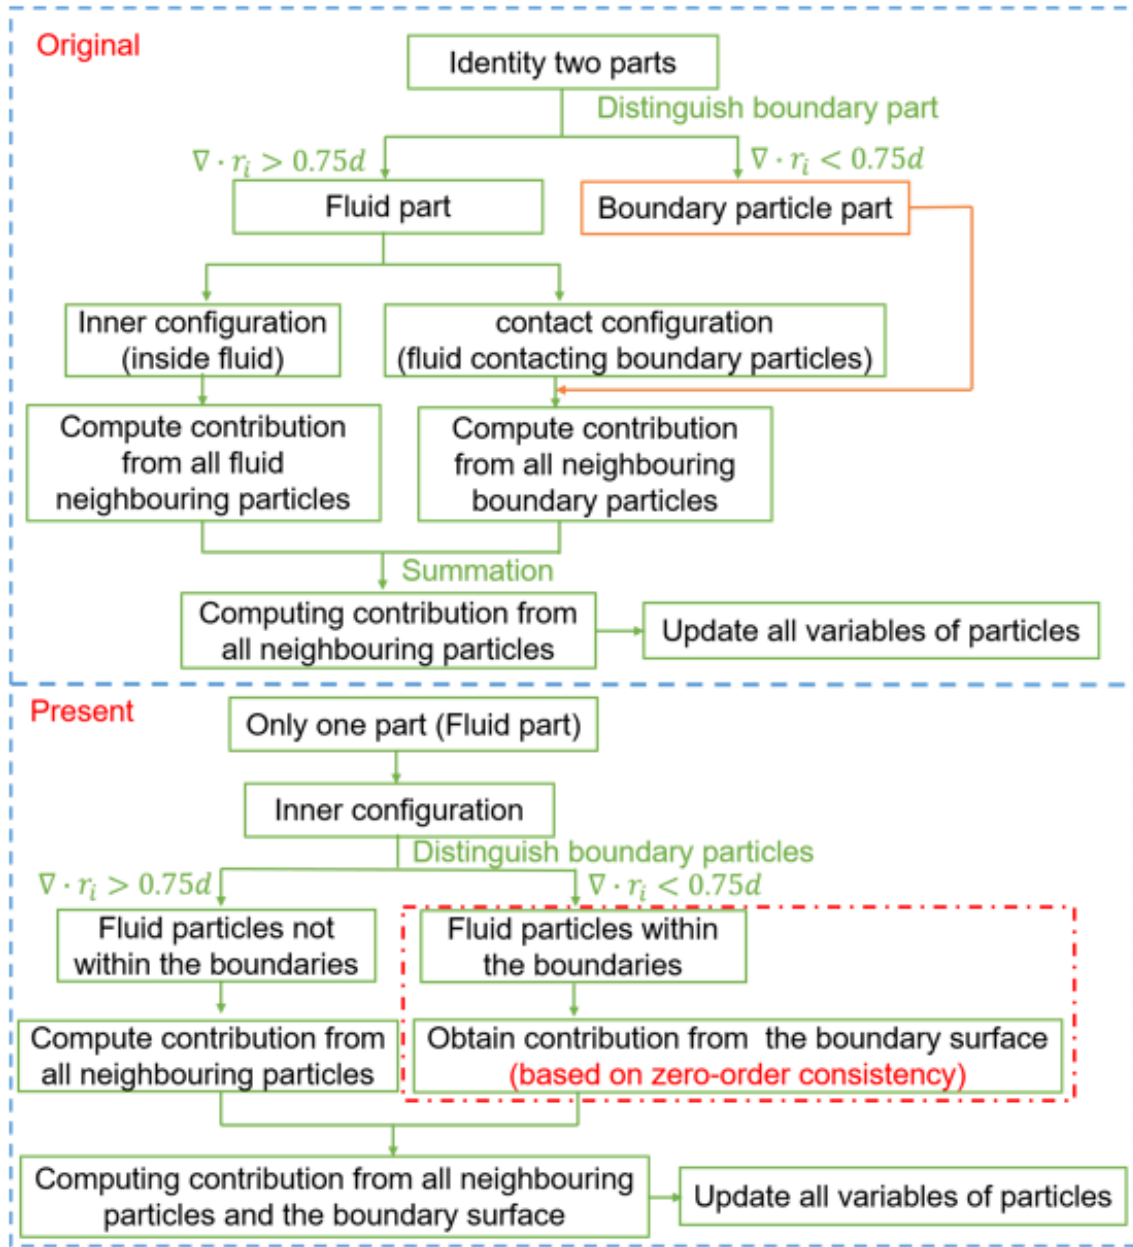 Original
Identity two parts
Distinguish boundary part
∇ · rᵢ > 0.75d
∇ · rᵢ < 0.75d
Fluid part
Boundary particle part
Inner configuration
(inside fluid)
contact configuration
(fluid contacting boundary particles)
Compute contribution
from all fluid
neighbouring particles
Compute contribution
from all neighbouring
boundary particles
Summation
Computing contribution from
all neighbouring particles
Update all variables of particles
Present
Only one part (Fluid part)
Inner configuration
Distinguish boundary particles
∇ · rᵢ > 0.75d
∇ · rᵢ < 0.75d
Fluid particles not
within the boundaries
Fluid particles within
the boundaries
Compute contribution from
all neighbouring particles
Obtain contribution from the boundary surface
(based on zero-order consistency)
Computing contribution from all neighbouring
particles and the boundary surface
Update all variables of particles